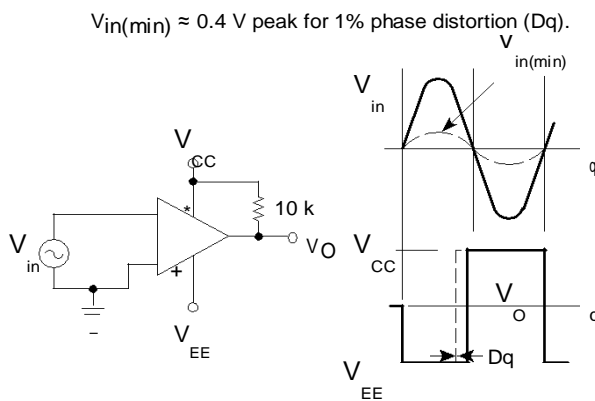 Vin(min) ≈ 0.4 V peak for 1% phase distortion (Dq).
V in(min)
V in
V CC
* 10 k
V in
+
VO
–
V EE
q
V CC
V O
q
Dq
V EE